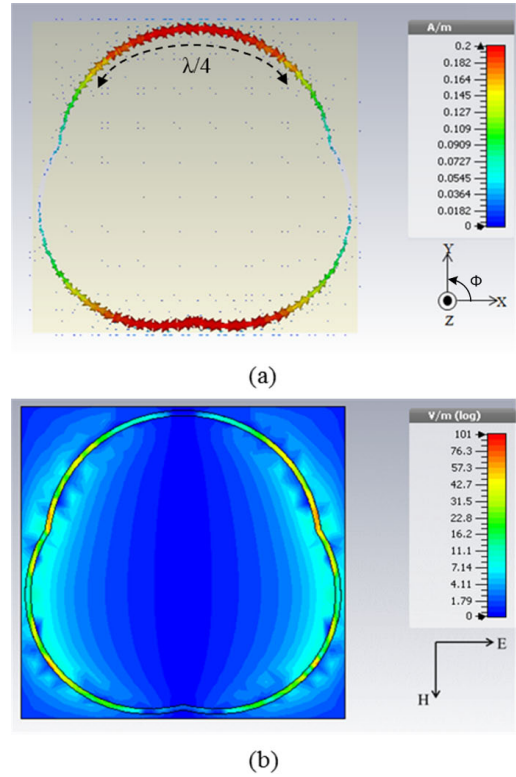 A/m
0.2
0.182
0.164
0.145
0.127
0.109
0.0909
0.0727
0.0545
0.0364
0.0182
0
λ/4
Y
Φ
X
Z
(a)
V/m (log)
101
76.3
57.3
42.7
31.5
22.8
16.2
11.1
7.14
4.11
1.79
0
E
H
(b)